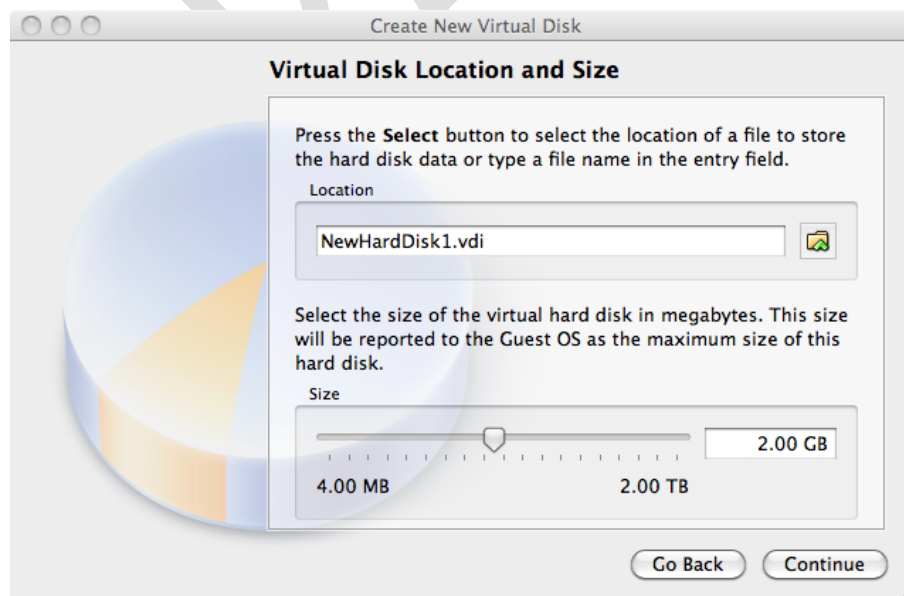 Create New Virtual Disk
Virtual Disk Location and Size
Press the Select button to select the location of a file to store
the hard disk data or type a file name in the entry field.
Location
NewHardDisk1.vdi
Select the size of the virtual hard disk in megabytes. This size
will be reported to the Guest OS as the maximum size of this
hard disk.
Size
2.00 GB
4.00 MB 2.00 TB
Go Back Continue